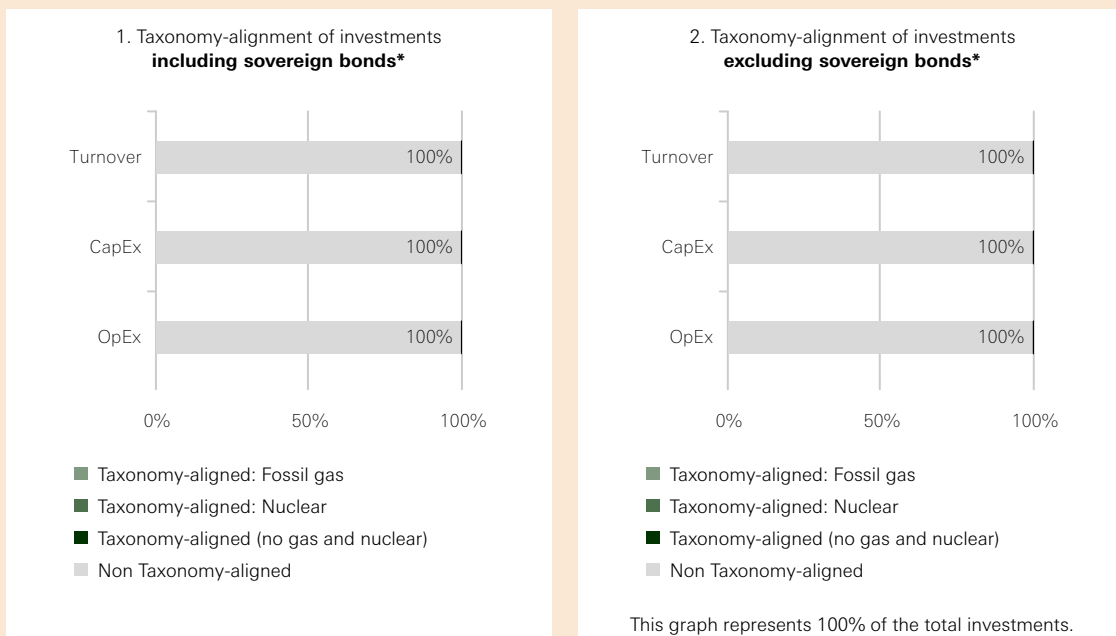 1. Taxonomy-alignment of investments
including sovereign bonds*
Turnover
100%
CapEx
100%
OpEx
100%
0%
50%
100%
Taxonomy-aligned: Fossil gas
Taxonomy-aligned: Nuclear
Taxonomy-aligned (no gas and nuclear)
Non Taxonomy-aligned
2. Taxonomy-alignment of investments
excluding sovereign bonds*
Turnover
100%
CapEx
100%
OpEx
100%
0%
50%
100%
Taxonomy-aligned: Fossil gas
Taxonomy-aligned: Nuclear
Taxonomy-aligned (no gas and nuclear)
Non Taxonomy-aligned
This graph represents 100% of the total investments.